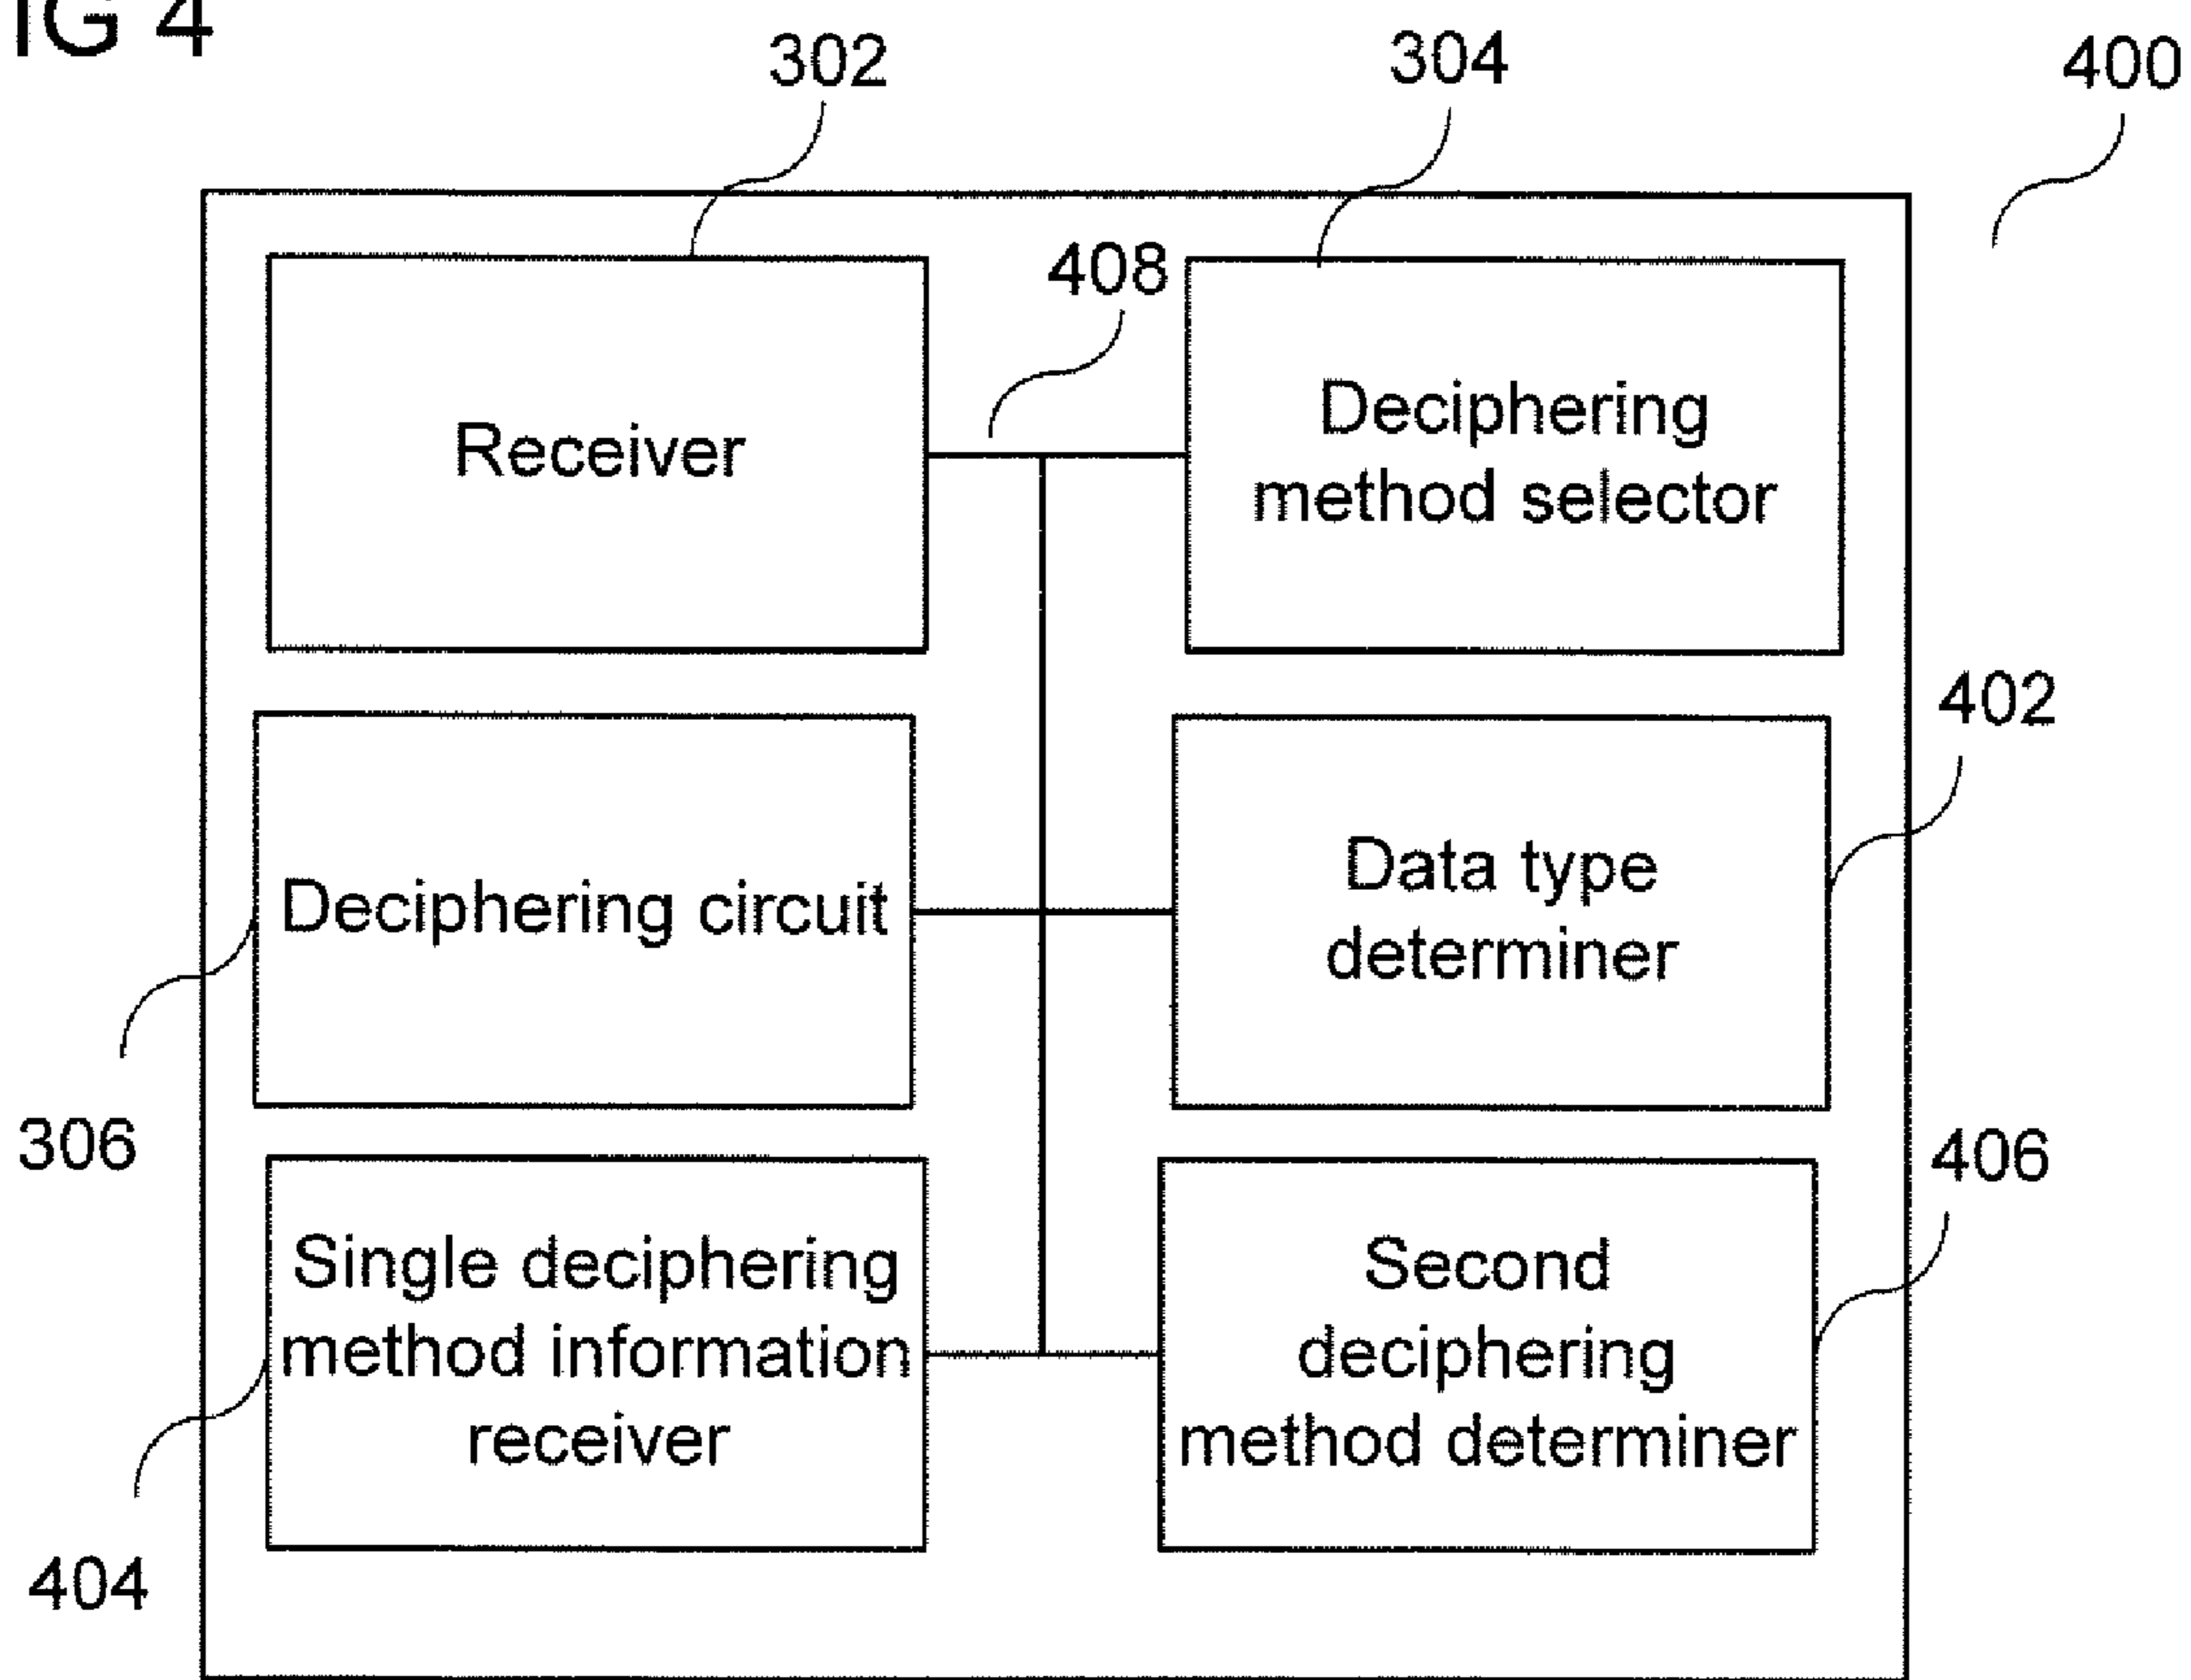 IG 4
302
304
400
408
Receiver
Deciphering
method selector
402
Deciphering circuit
Data type
determiner
306
406
Single deciphering
method information
receiver
Second
deciphering
method determiner
404